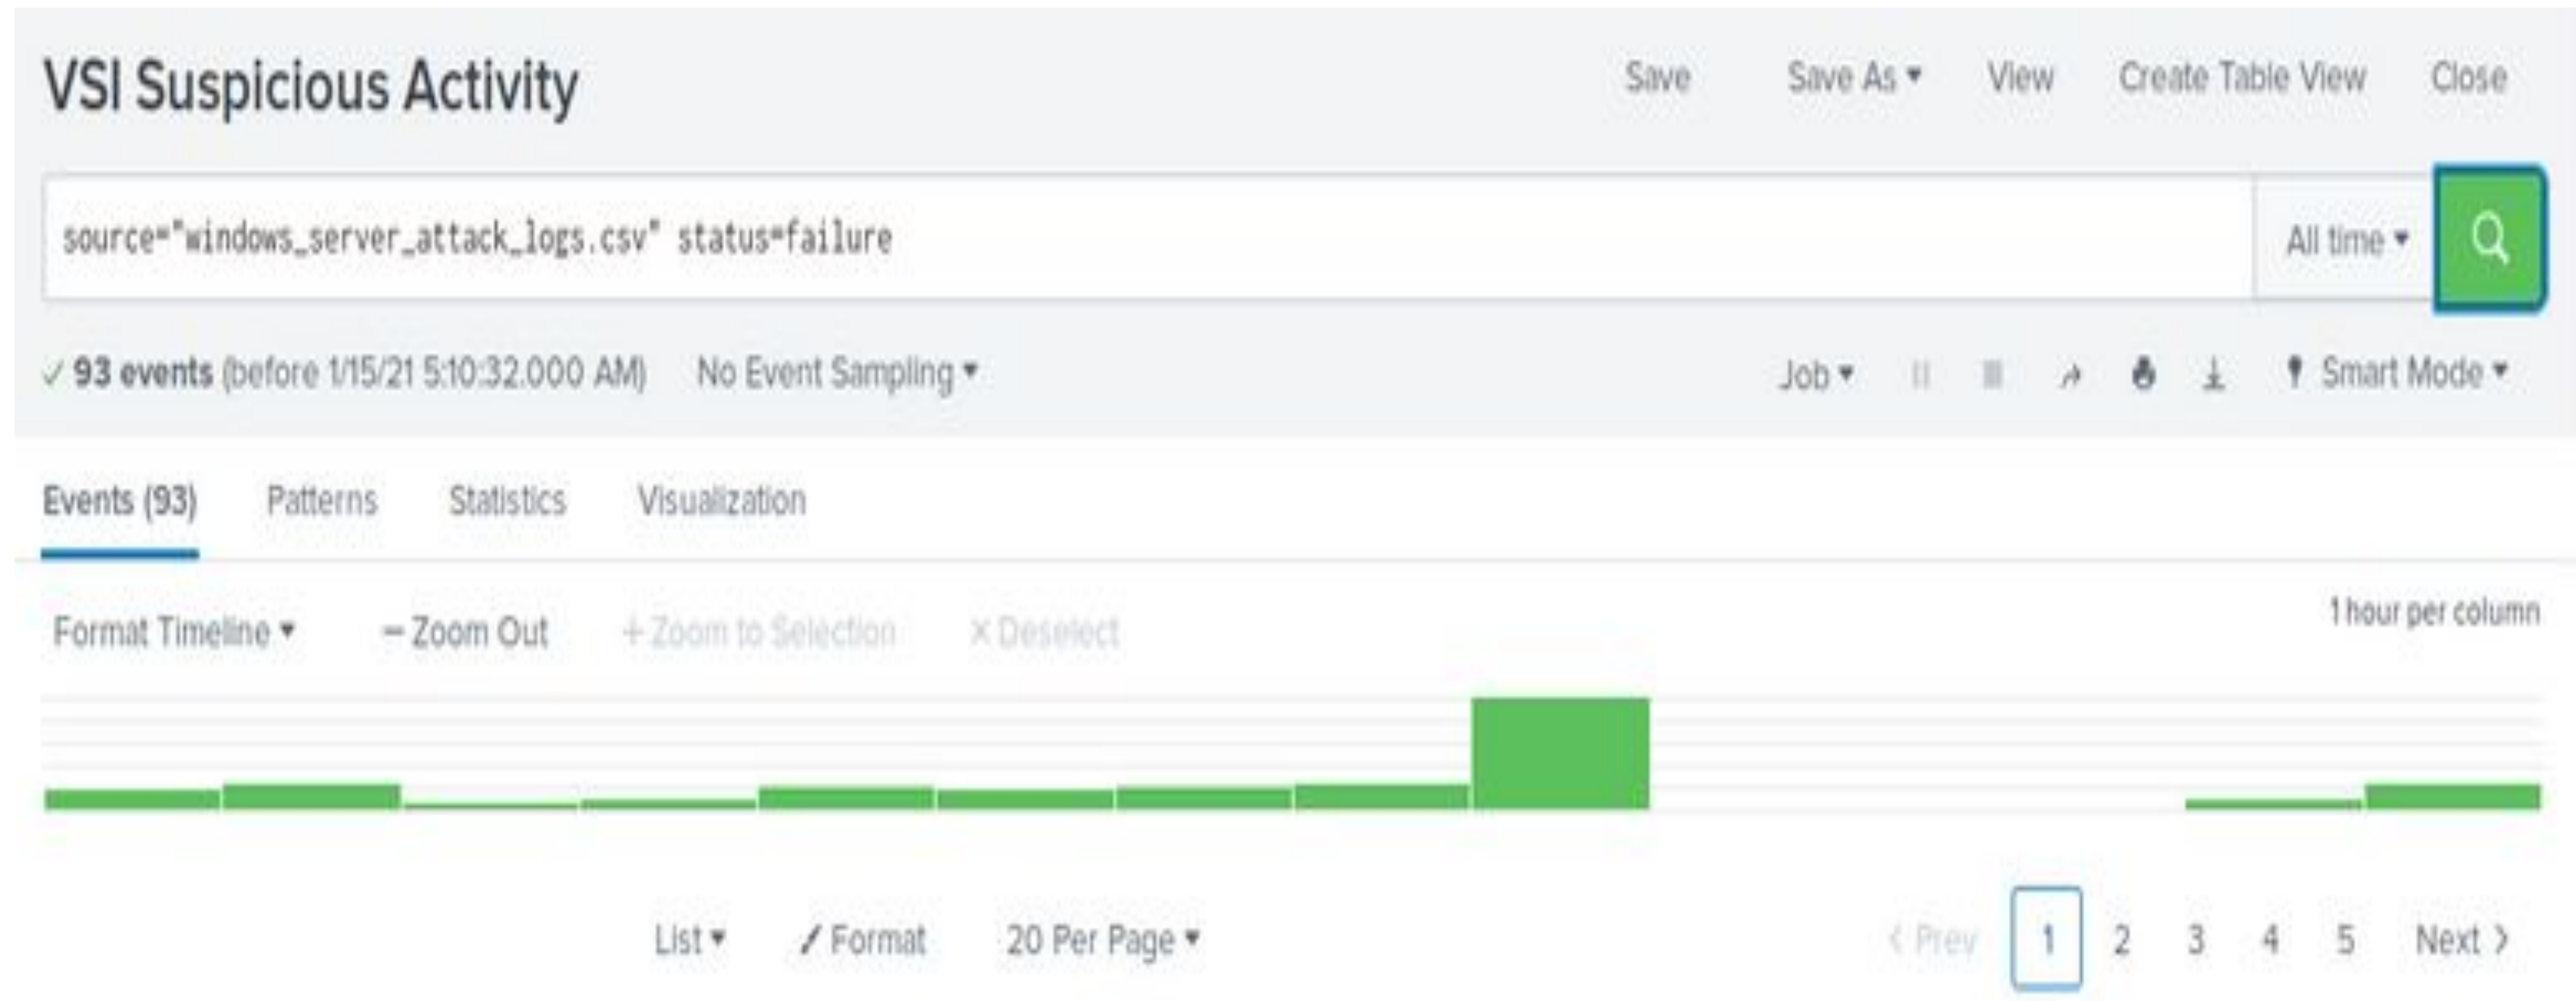 VSI Suspicious Activity
Save Save As View Create Table View Close
source="windows_server_attack_logs.csv" status=failure
All time
✓ 93 events (before 1/15/21 5:10:32.000 AM) No Event Sampling
Job Smart Mode
Events (93) Patterns Statistics Visualization
Format Timeline − Zoom Out + Zoom to Selection × Deselect
1 hour per column
List Format 20 Per Page
< Prev 1 2 3 4 5 Next >